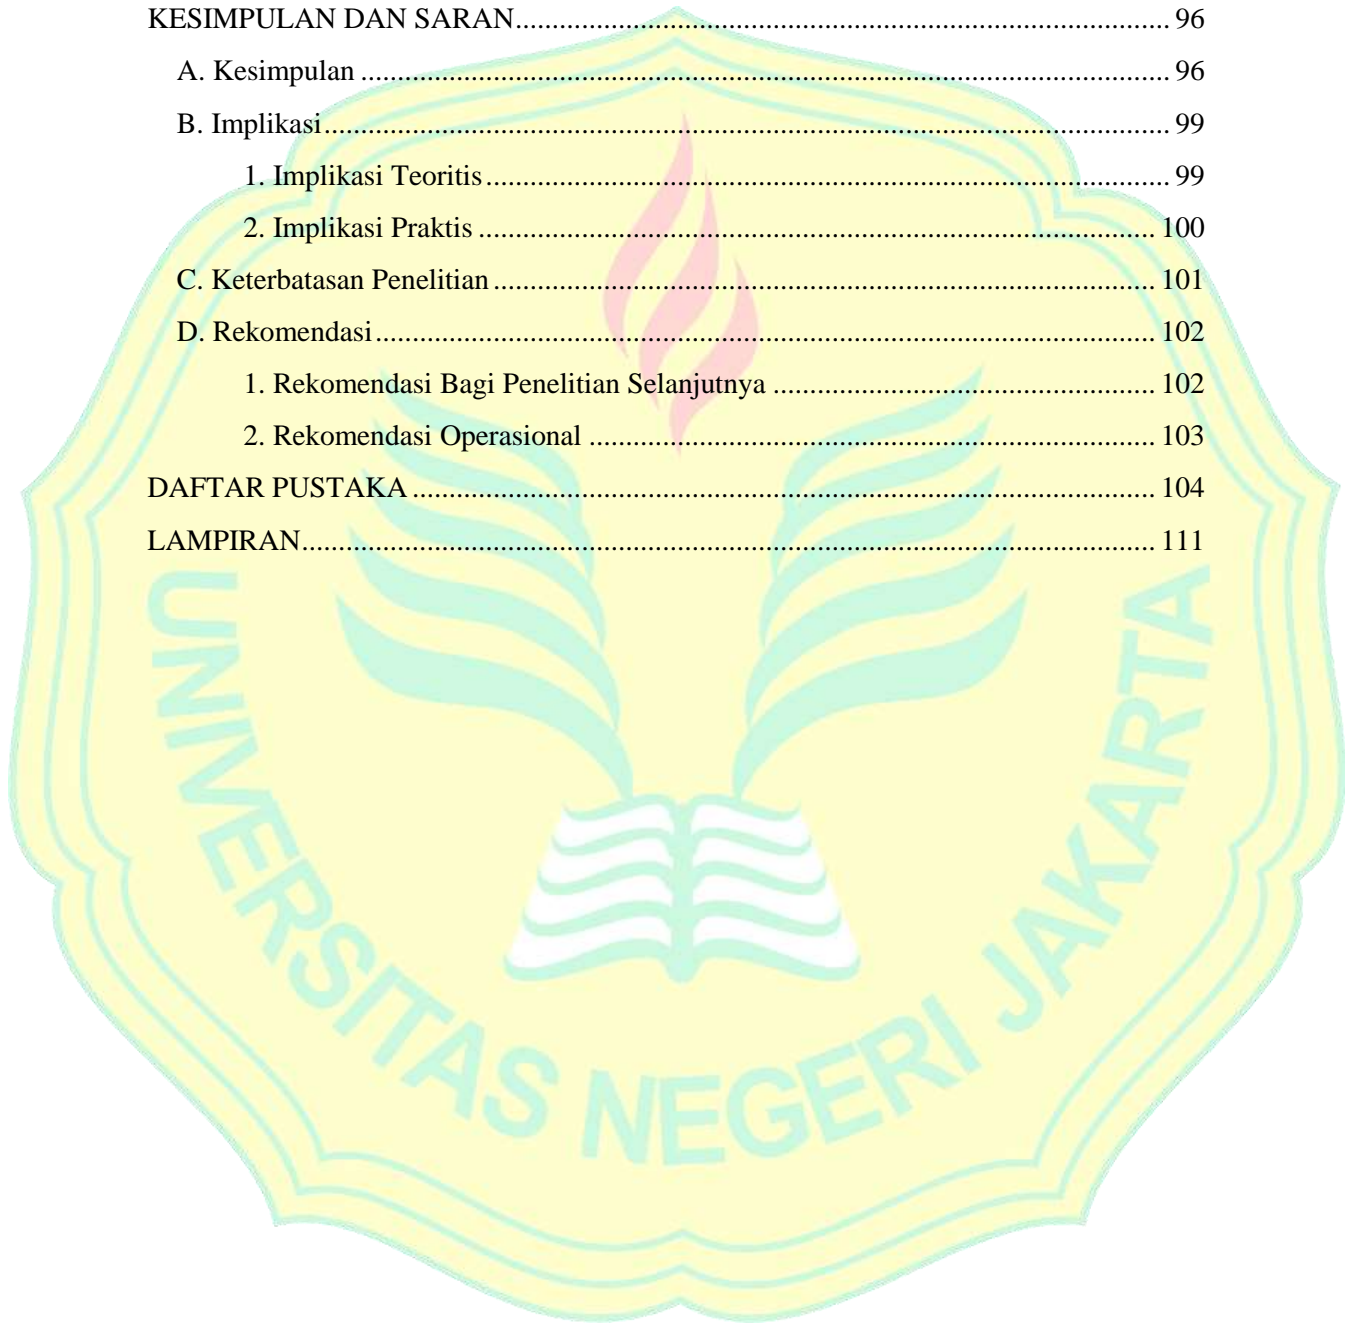 KESIMPULAN DAN SARAN........................................................................................... 96
A. Kesimpulan ................................................................................................................ 96
B. Implikasi..................................................................................................................... 99
1. Implikasi Teoritis ............................................................................................... 99
2. Implikasi Praktis .............................................................................................. 100
C. Keterbatasan Penelitian ............................................................................................ 101
D. Rekomendasi............................................................................................................ 102
1. Rekomendasi Bagi Penelitian Selanjutnya ..................................................... 102
2. Rekomendasi Operasional ............................................................................... 103
DAFTAR PUSTAKA ....................................................................................................... 104
LAMPIRAN...................................................................................................................... 111
UNIVERSITAS NEGERI JAKARTA